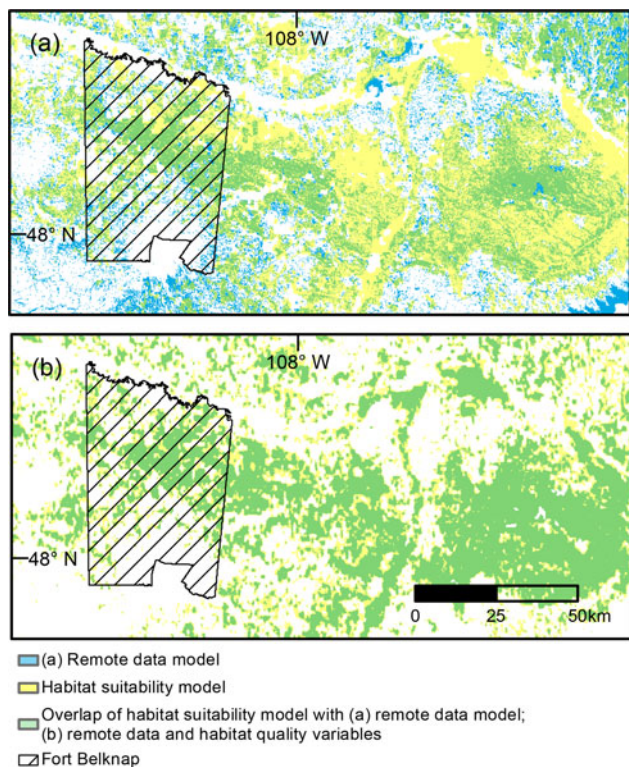 (a)
108° W
48° N
(b)
108° W
48° N
0 25 50km
(a) Remote data model
Habitat suitability model
Overlap of habitat suitability model with (a) remote data model;
(b) remote data and habitat quality variables
Fort Belknap